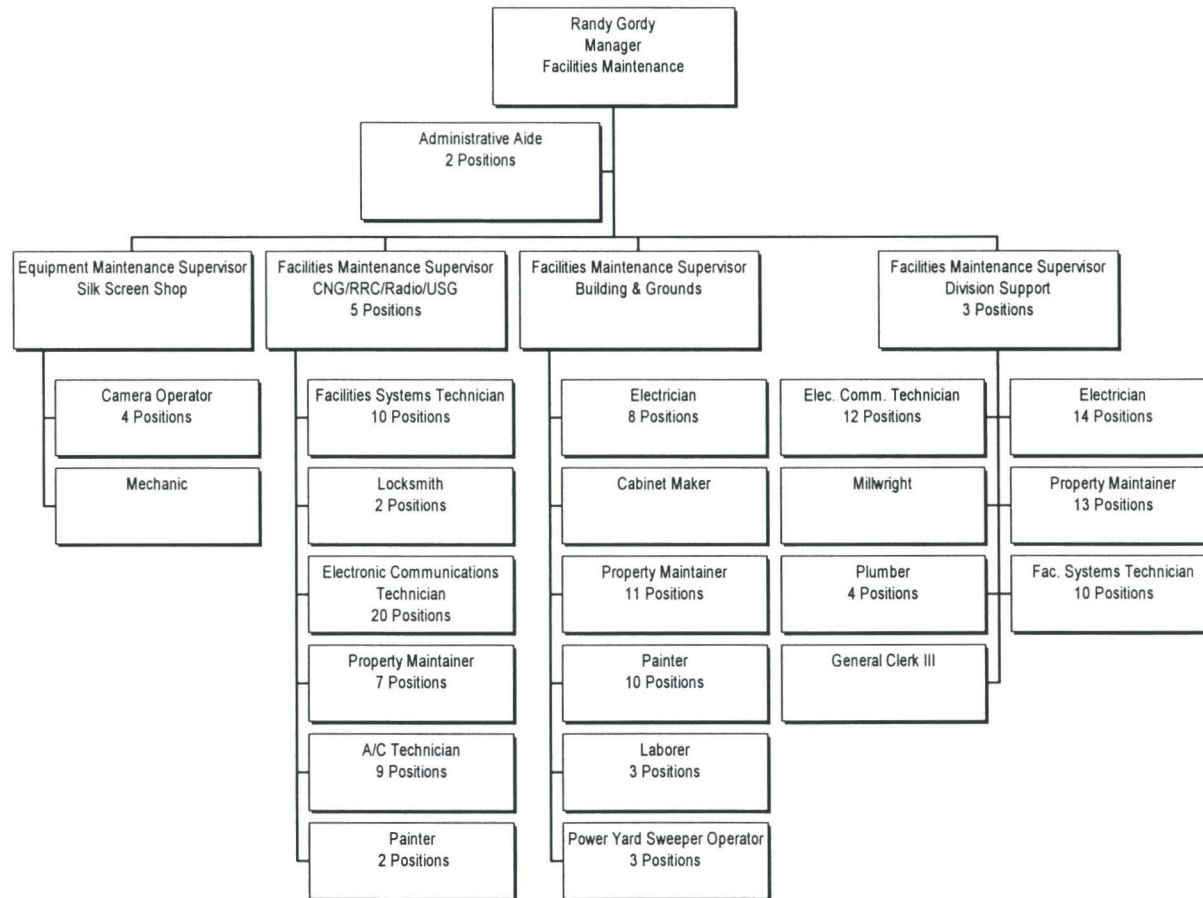 Randy Gordy
Manager
Facilities Maintenance
Administrative Aide
2 Positions
Equipment Maintenance Supervisor
Silk Screen Shop
Facilities Maintenance Supervisor
CNG/RRC/Radio/USG
5 Positions
Facilities Maintenance Supervisor
Building & Grounds
Facilities Maintenance Supervisor
Division Support
3 Positions
Camera Operator
4 Positions
Mechanic
Facilities Systems Technician
10 Positions
Locksmith
2 Positions
Electronic Communications
Technician
20 Positions
Property Maintainer
7 Positions
A/C Technician
9 Positions
Painter
2 Positions
Electrician
8 Positions
Cabinet Maker
Property Maintainer
11 Positions
Painter
10 Positions
Laborer
3 Positions
Power Yard Sweeper Operator
3 Positions
Elec. Comm. Technician
12 Positions
Millwright
Plumber
4 Positions
General Clerk III
Electrician
14 Positions
Property Maintainer
13 Positions
Fac. Systems Technician
10 Positions